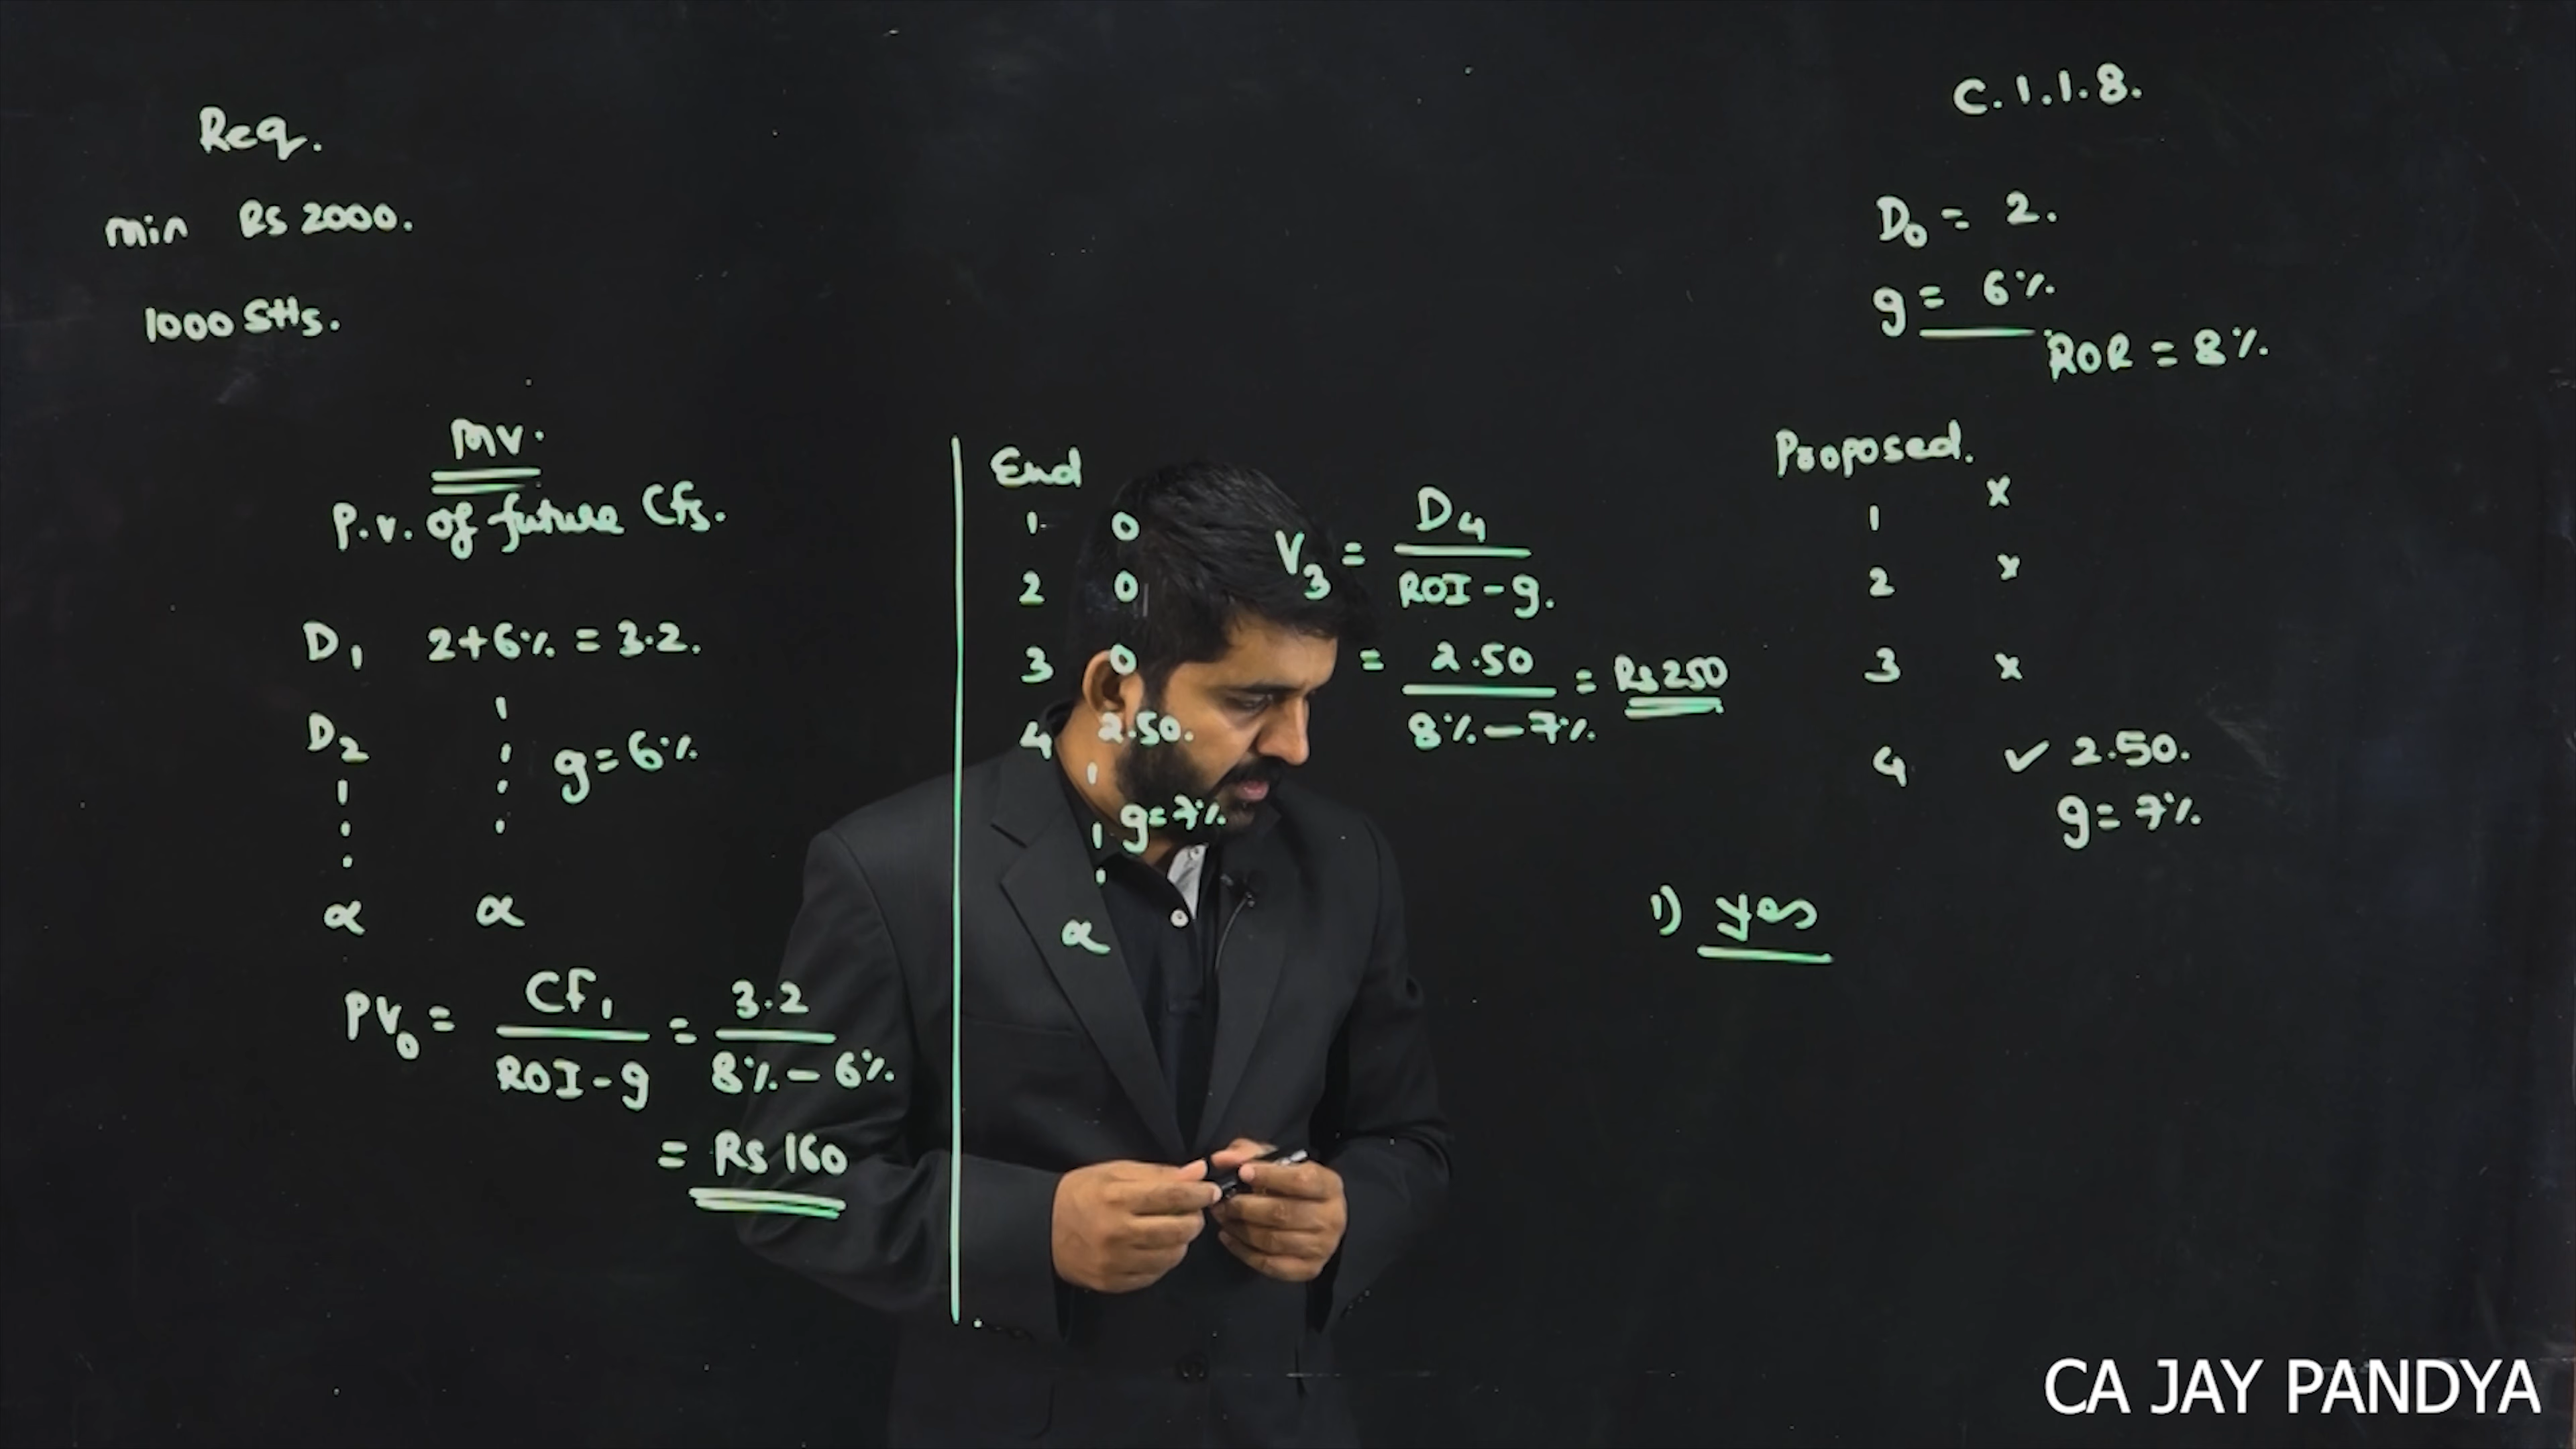 C.1.1.8.
Req.
min Rs 2000.
1000 SHs.
D0 = 2.
g = 6%.
ROR = 8%.
MV.
P.V. of future Cfs.
D1 2+6% = 3.2.
D2 g=6%
α α
PV0 = CF1 / ROI-g = 3.2 / 8%-6%.
= Rs 160
End
1 0
2 0
3 0
4 2.50.
g=7%.
α
V3 = D4 / ROI-g.
= 2.50 / 8%-7%. = Rs 250
Proposed.
1 x
2 x
3 x
4 ✓ 2.50.
g = 7%.
1) yes
CA JAY PANDYA